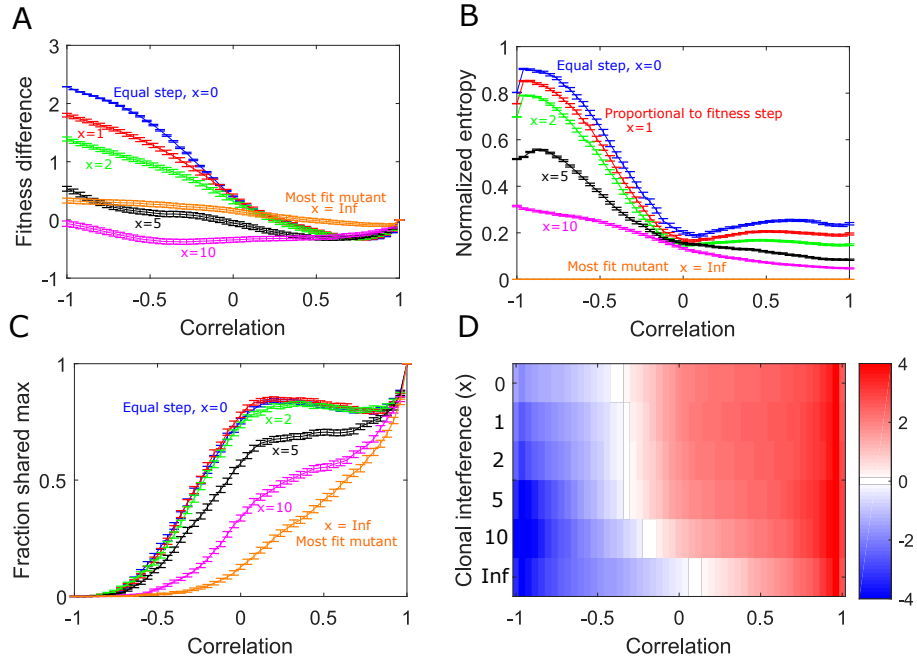 A
3
2
1
0
-1
Fitness difference
Equal step, x=0
x=1
x=2
x=5
x=10
Most fit mutant
x = Inf
-1
-0.5
0
0.5
1
Correlation
B
1
0.8
0.6
0.4
0.2
0
Normalized entropy
Equal step, x=0
Proportional to fitness step
x=1
x=2
x=5
x=10
Most fit mutant x = Inf
-1
-0.5
0
0.5
1
Correlation
C
1
0.5
0
Fraction shared max
Equal step, x=0
x=2
x=5
x=10
x = Inf
Most fit mutant
-1
-0.5
0
0.5
1
Correlation
D
Clonal interference (x)
0
1
2
5
10
Inf
-1
-0.5
0
0.5
1
Correlation
4
2
0
-2
-4